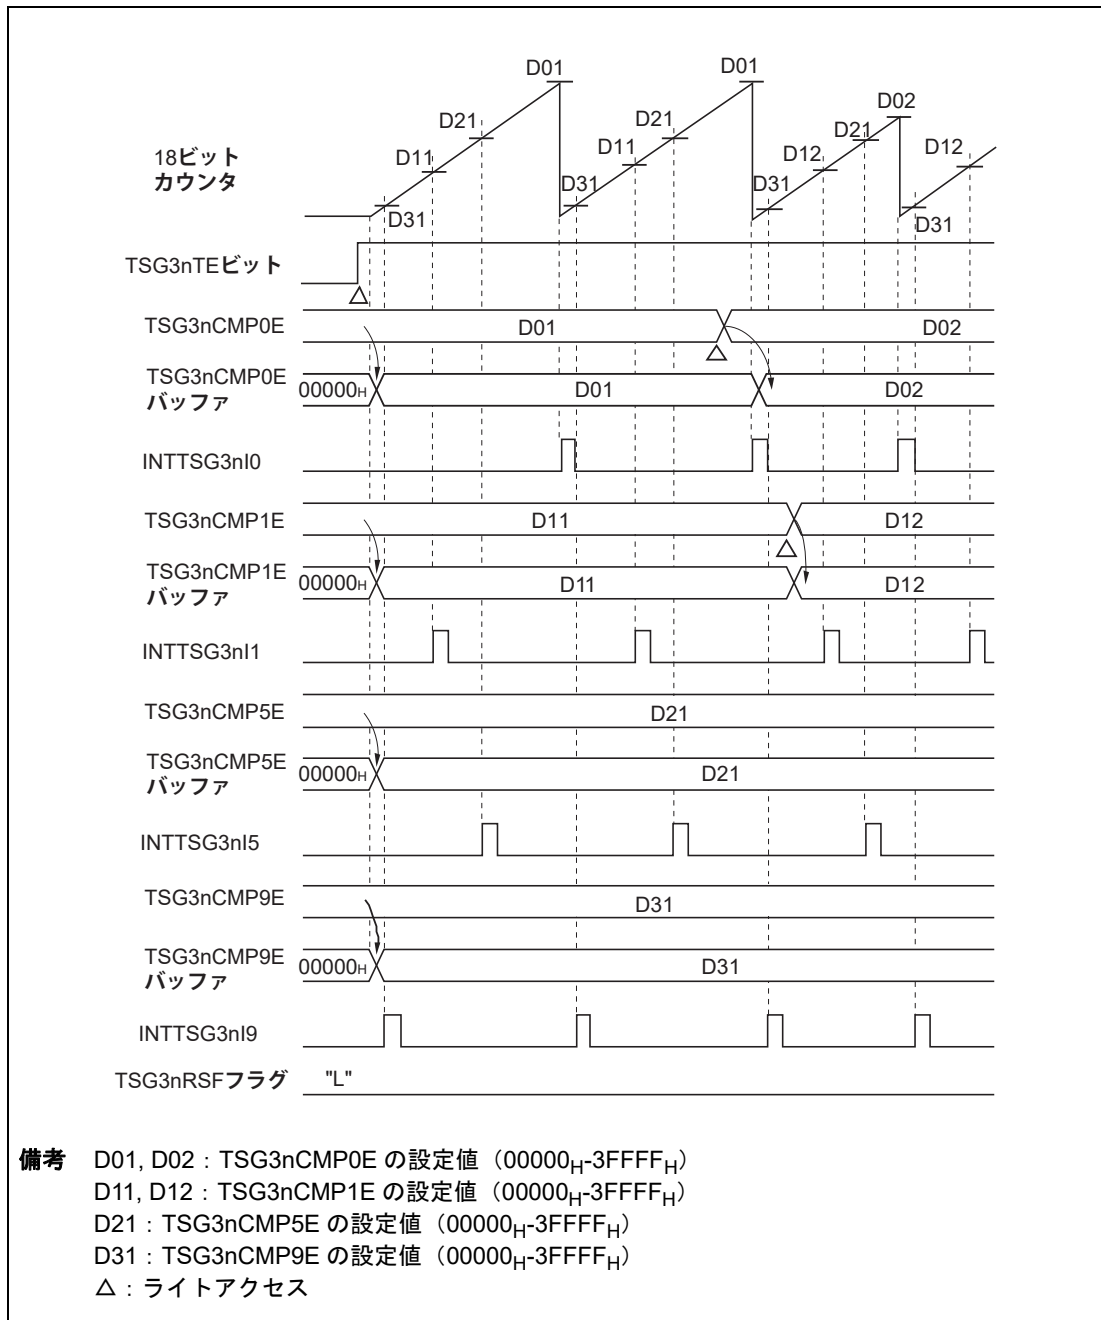 D01
D01
D02
D21
D21
D21
D11
D11
D12
D12
18ビット
カウンタ
D31
D31
D31
D31
TSG3nTEビット
TSG3nCMP0E
D01
D02
TSG3nCMP0E
バッファ
00000H
D01
D02
INTTSG3nI0
TSG3nCMP1E
D11
D12
TSG3nCMP1E
バッファ
00000H
D11
D12
INTTSG3nI1
TSG3nCMP5E
D21
TSG3nCMP5E
バッファ
00000H
D21
INTTSG3nI5
TSG3nCMP9E
D31
TSG3nCMP9E
バッファ
00000H
D31
INTTSG3nI9
TSG3nRSFフラグ "L"
備考 D01, D02：TSG3nCMP0E の設定値（00000H-3FFFFH）
D11, D12：TSG3nCMP1E の設定値（00000H-3FFFFH）
D21：TSG3nCMP5E の設定値（00000H-3FFFFH）
D31：TSG3nCMP9E の設定値（00000H-3FFFFH）
△：ライトアクセス